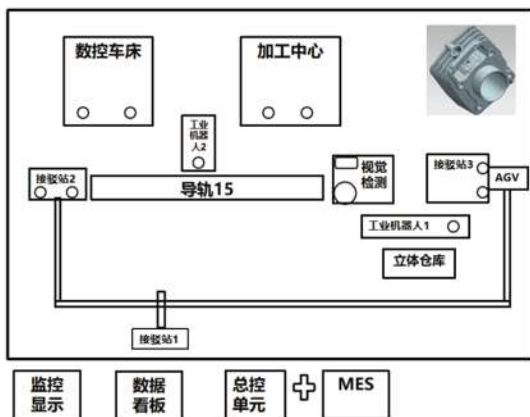 数控车床
加工中心
工业
机器
人2
接驳站2
导轨15
视觉
检测
接驳站3
AGV
工业机器人1
立体仓库
接驳站1
监控
显示
数据
看板
总控
单元
MES